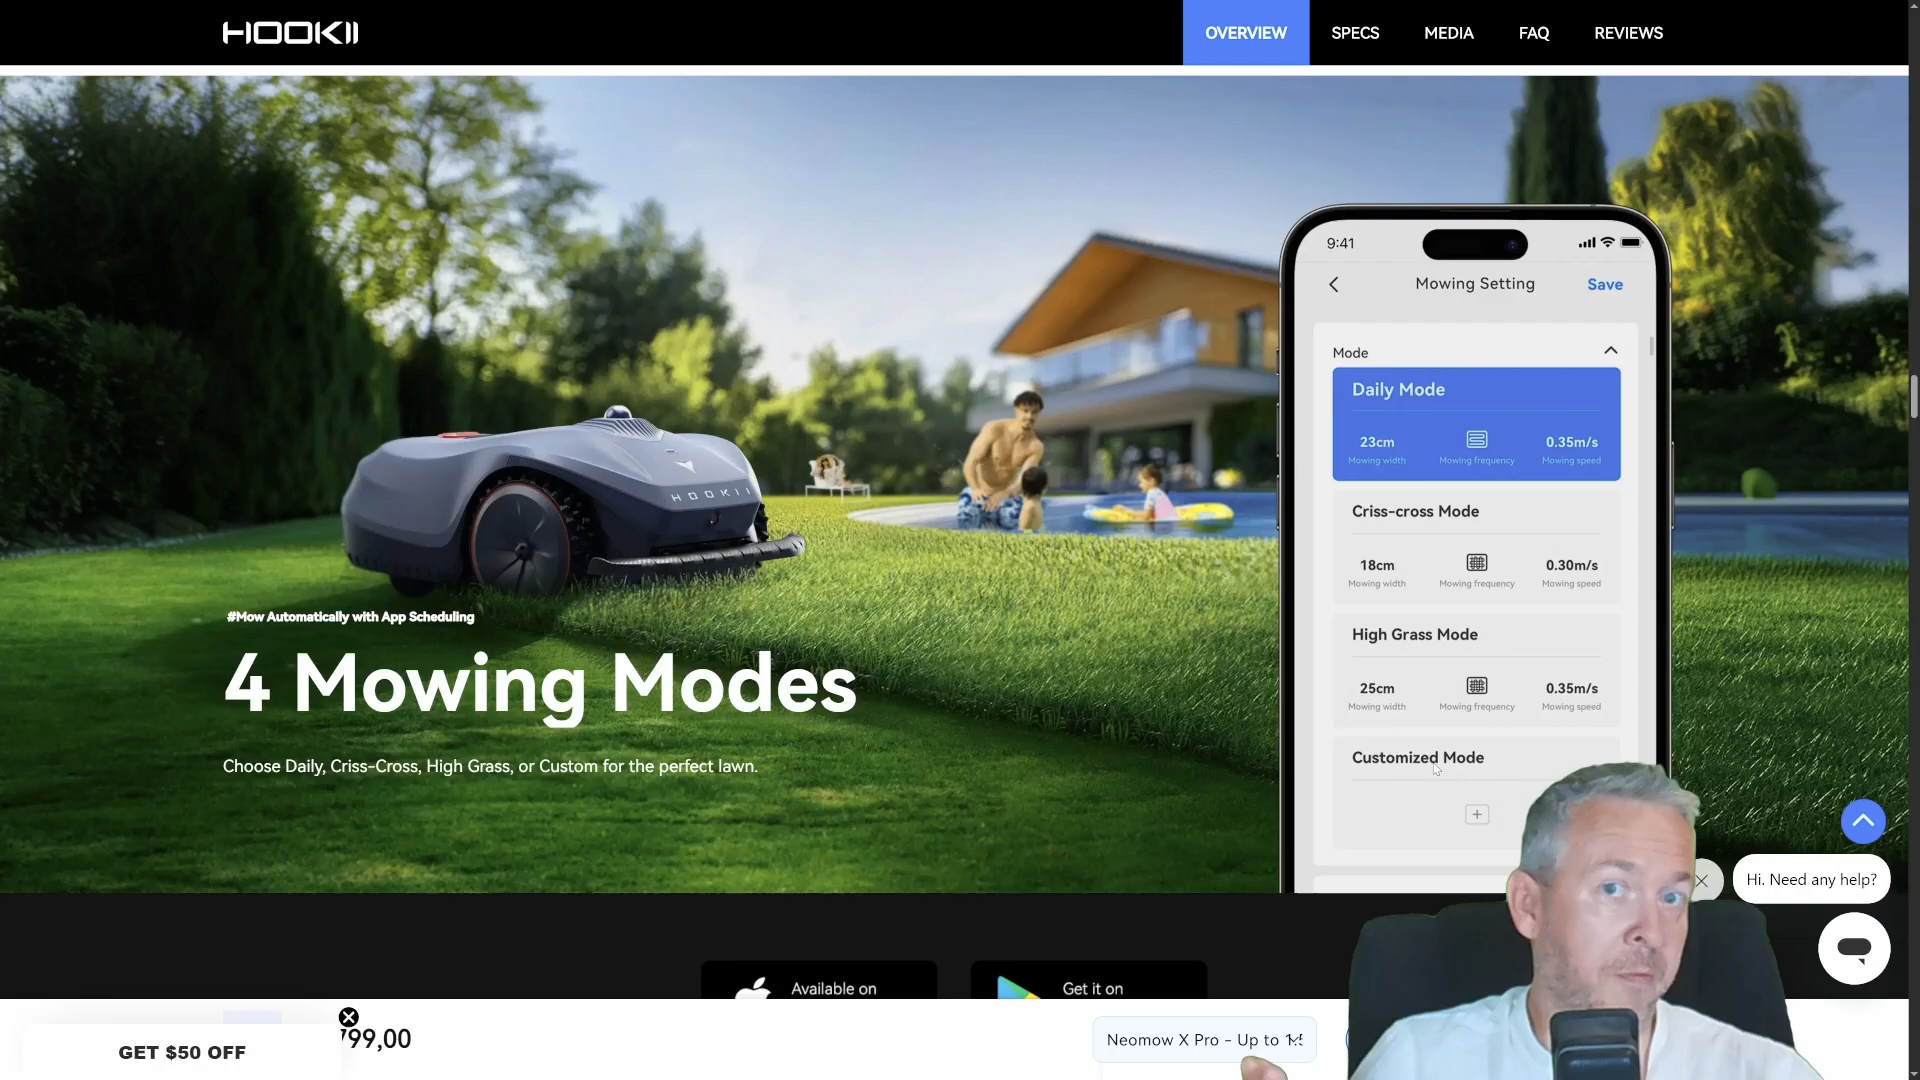 HOOKII
OVERVIEW
SPECS
MEDIA
FAQ
REVIEWS
HOOKII
#Mow Automatically with App Scheduling
4 Mowing Modes
Choose Daily, Criss-Cross, High Grass, or Custom for the perfect lawn.
9:41
Mowing Setting
Save
Mode
Daily Mode
23cm
0.35m/s
Mowing width
Mowing frequency
Mowing speed
Criss-cross Mode
18cm
0.30m/s
Mowing width
Mowing frequency
Mowing speed
High Grass Mode
25cm
0.35m/s
Mowing width
Mowing frequency
Mowing speed
Customized Mode
Hi. Need any help?
Available on
Get it on
GET $50 OFF
799,00
Neomow X Pro - Up to